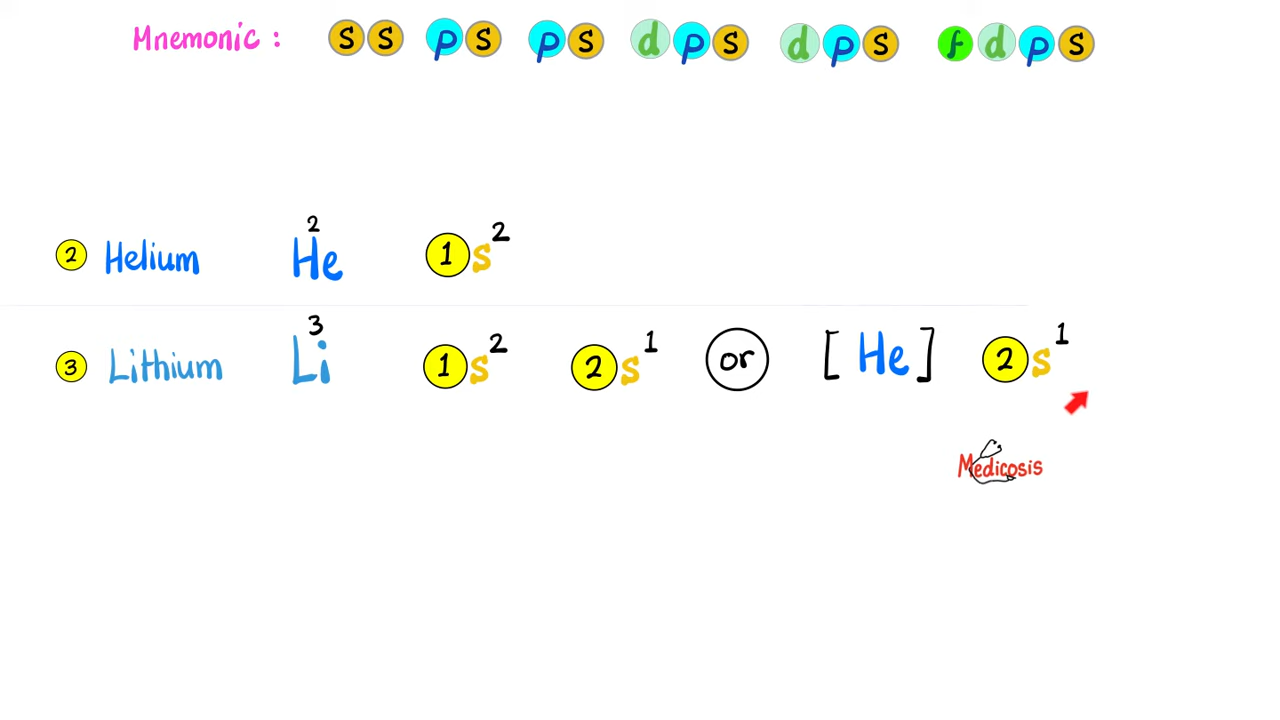 Mnemonic : s s p s p s d p s d p s f d p s
2 Helium 2 He 1 s 2
3 Lithium 3 Li 1 s 2 2 s 1 or [ He ] 2 s 1
Medicosis